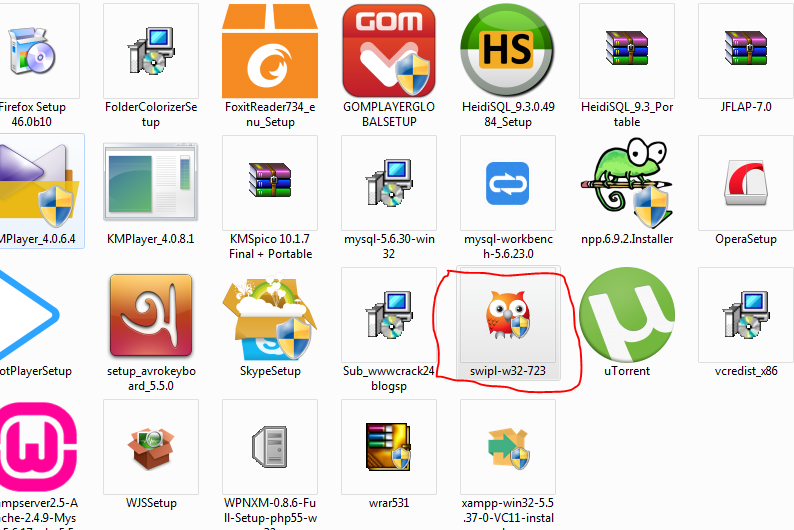 Firefox Setup
46.0b10
FolderColorizerSe
tup
FoxitReader734_e
nu_Setup
GOM
GOMPLAYERGLO
BALSETUP
HS
HeidiSQL_9.3.0.49
84_Setup
HeidiSQL_9.3_Por
table
JFLAP-7.0
MPlayer_4.0.6.4
KMPlayer_4.0.8.1
KMSpico 10.1.7
Final + Portable
mysql-5.6.30-win
32
mysql-workbenc
h-5.6.23.0
npp.6.9.2.Installer
OperaSetup
otPlayerSetup
setup_avrokeybo
ard_5.5.0
SkypeSetup
Sub_wwwcrack24
blogsp
swipl-w32-723
uTorrent
vcredist_x86
mpserver2.5-A
che-2.4.9-Mys
WJSSetup
WPNXM-0.8.6-Fu
ll-Setup-php55-w
wrar531
xampp-win32-5.5
.37-0-VC11-instal